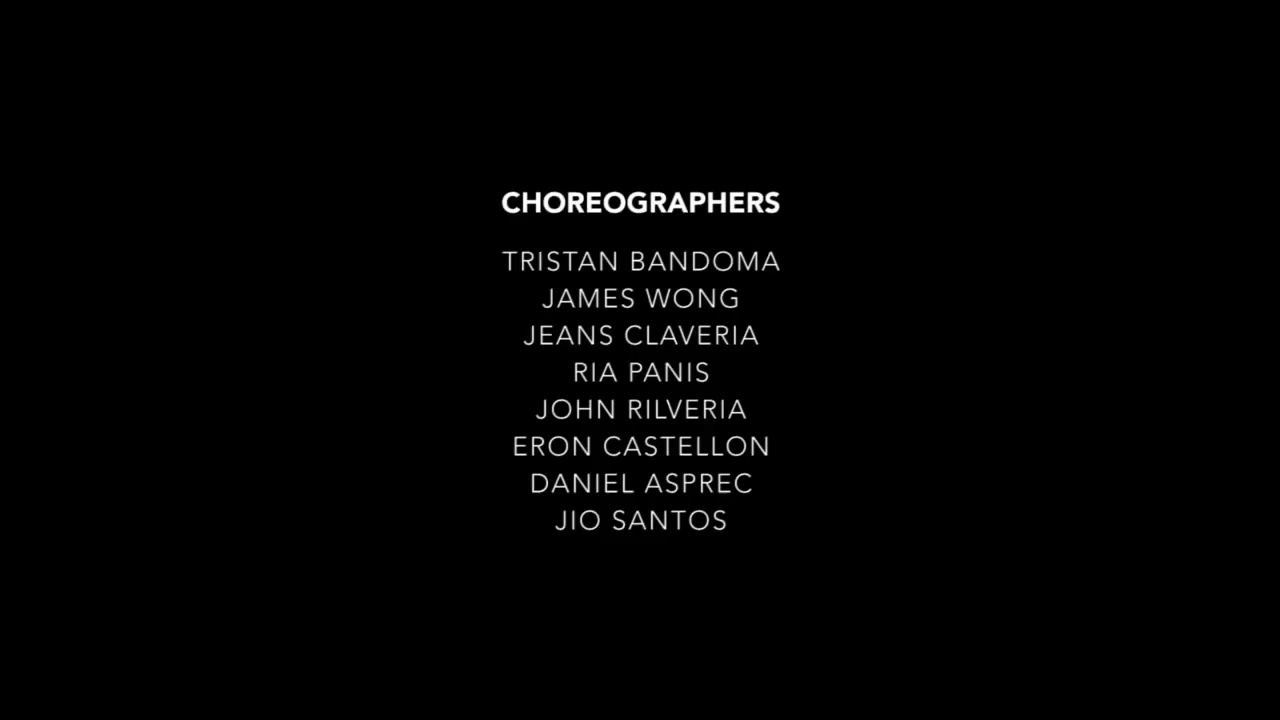 CHOREOGRAPHERS
TRISTAN BANDOMA
JAMES WONG
JEANS CLAVERIA
RIA PANIS
JOHN RILVERIA
ERON CASTELLON
DANIEL ASPREC
JIO SANTOS